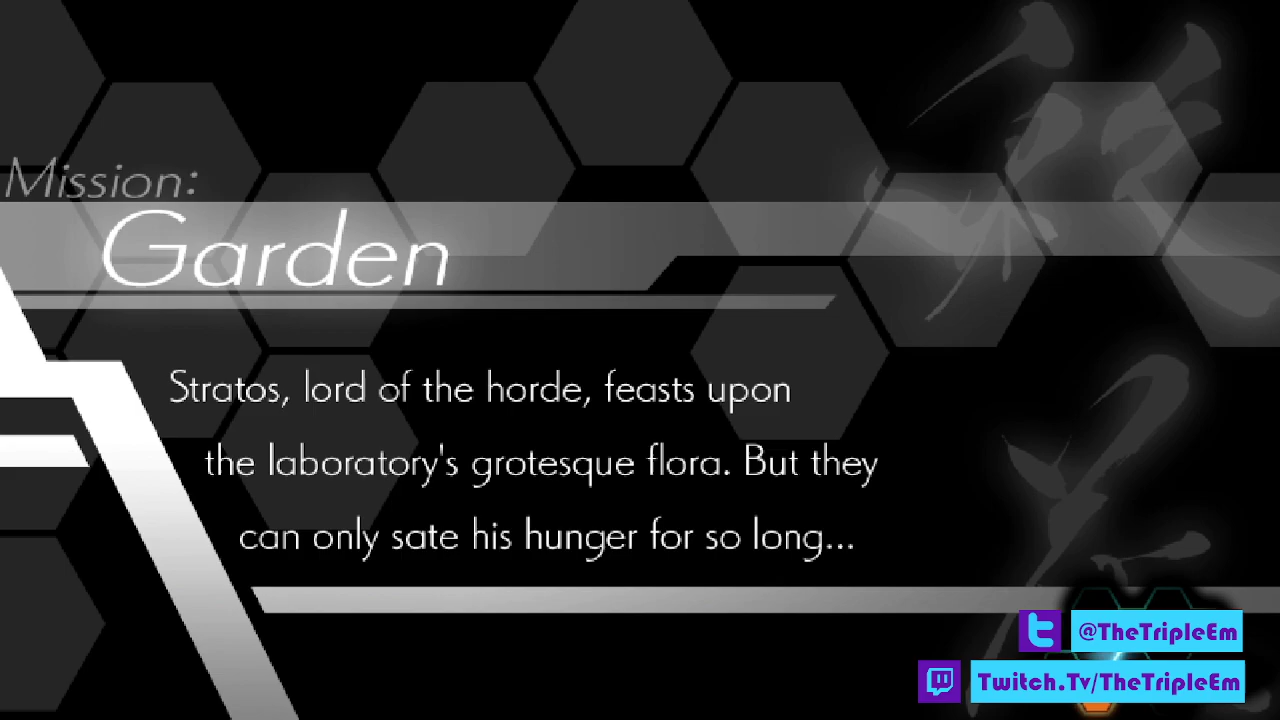 Mission:
Garden
Stratos, lord of the horde, feasts upon
the laboratory's grotesque flora. But they
can only sate his hunger for so long...
@TheTripleEm
Twitch.Tv/TheTripleEm